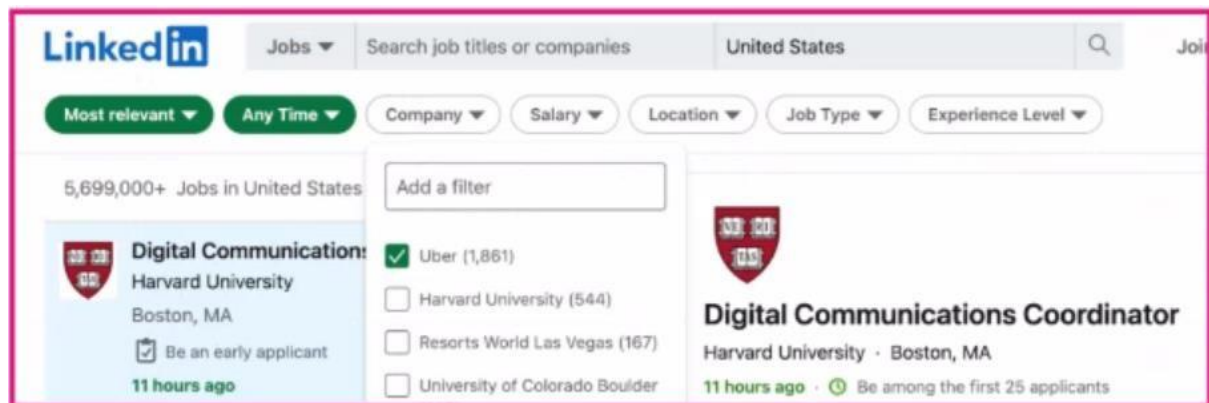 LinkedIn Jobs Search job titles or companies United States
Most relevant Any Time Company Salary Location Job Type Experience Level
5,699,000+ Jobs in United States
Add a filter
Uber (1,861)
Harvard University (544)
Resorts World Las Vegas (167)
University of Colorado Boulder
Digital Communications
Harvard University
Boston, MA
Be an early applicant
11 hours ago
Digital Communications Coordinator
Harvard University · Boston, MA
11 hours ago · Be among the first 25 applicants